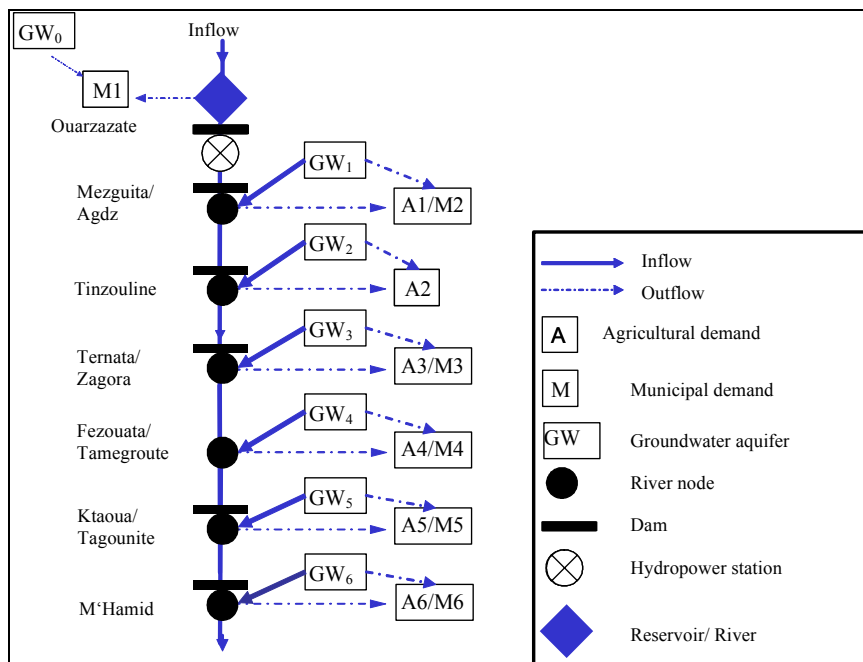 GW0
Inflow
M1
Ouarzazate
GW1
Mezguita/
Agdz
A1/M2
GW2
Tinzouline
A2
GW3
Ternata/
Zagora
A3/M3
GW4
Fezouata/
Tamegroute
A4/M4
GW5
Ktaoua/
Tagounite
A5/M5
GW6
M‘Hamid
A6/M6
Inflow
Outflow
A Agricultural demand
M Municipal demand
GW Groundwater aquifer
River node
Dam
Hydropower station
Reservoir/ River